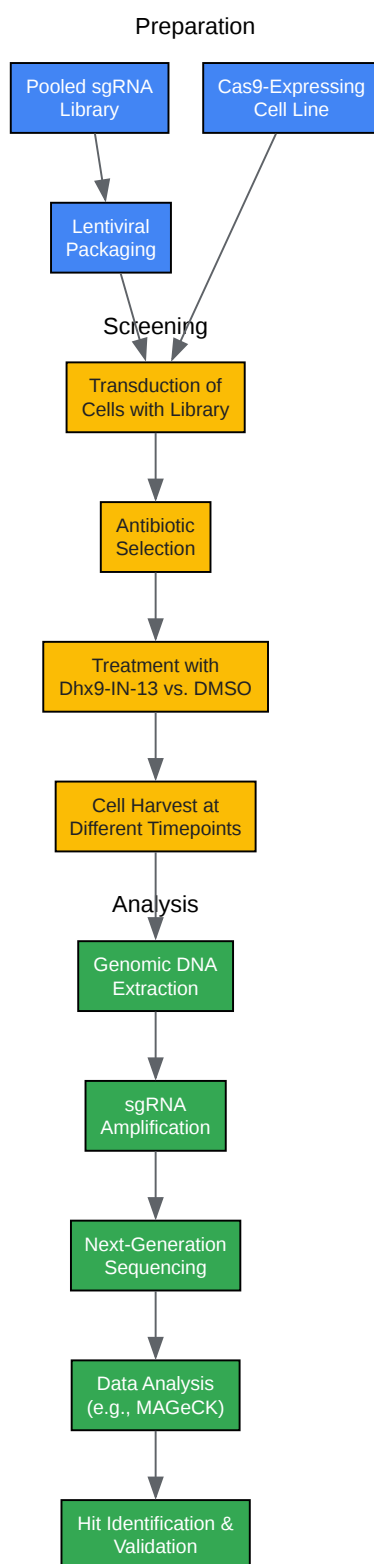 Preparation
Pooled sgRNA
Library
Cas9-Expressing
Cell Line
Lentiviral
Packaging
Screening
Transduction of
Cells with Library
Antibiotic
Selection
Treatment with
Dhx9-IN-13 vs. DMSO
Cell Harvest at
Different Timepoints
Analysis
Genomic DNA
Extraction
sgRNA
Amplification
Next-Generation
Sequencing
Data Analysis
(e.g., MAGeCK)
Hit Identification &
Validation